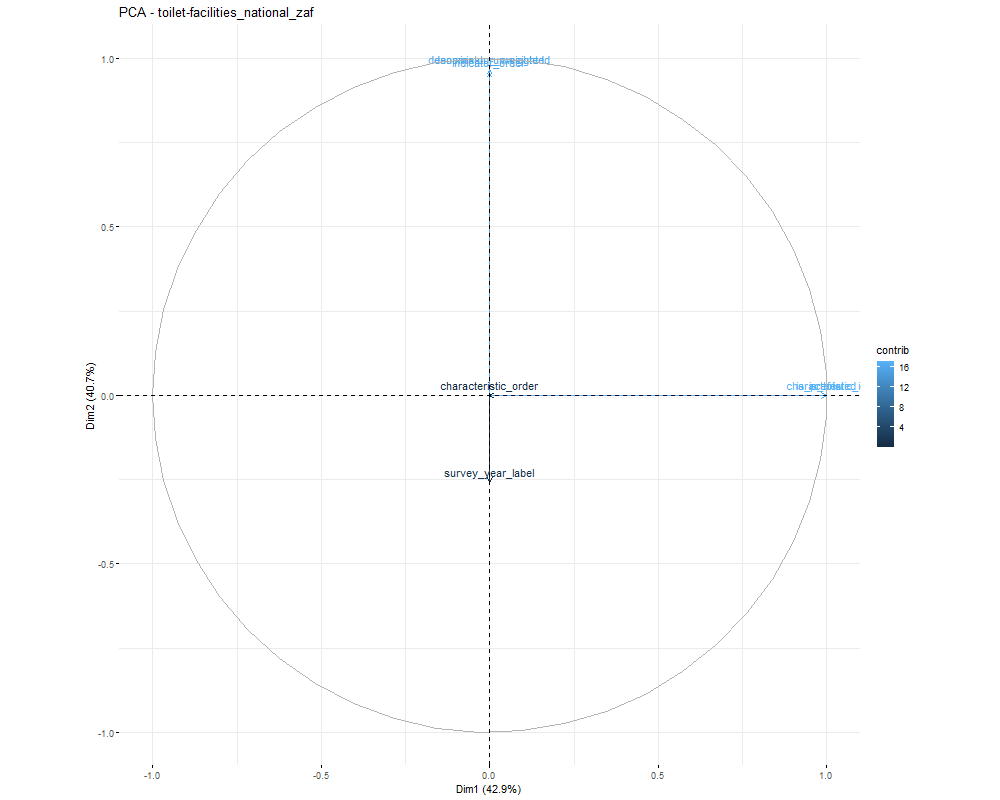 PCA - toilet-facilities_national_zaf
1.0
indicator_order
0.5
contrib
16
characteristic_order
12
0.0
8
4
Dim2 (40.7%)
survey_year_label
-0.5
-1.0
-1.0
-0.5
0.0
0.5
1.0
Dim1 (42.9%)